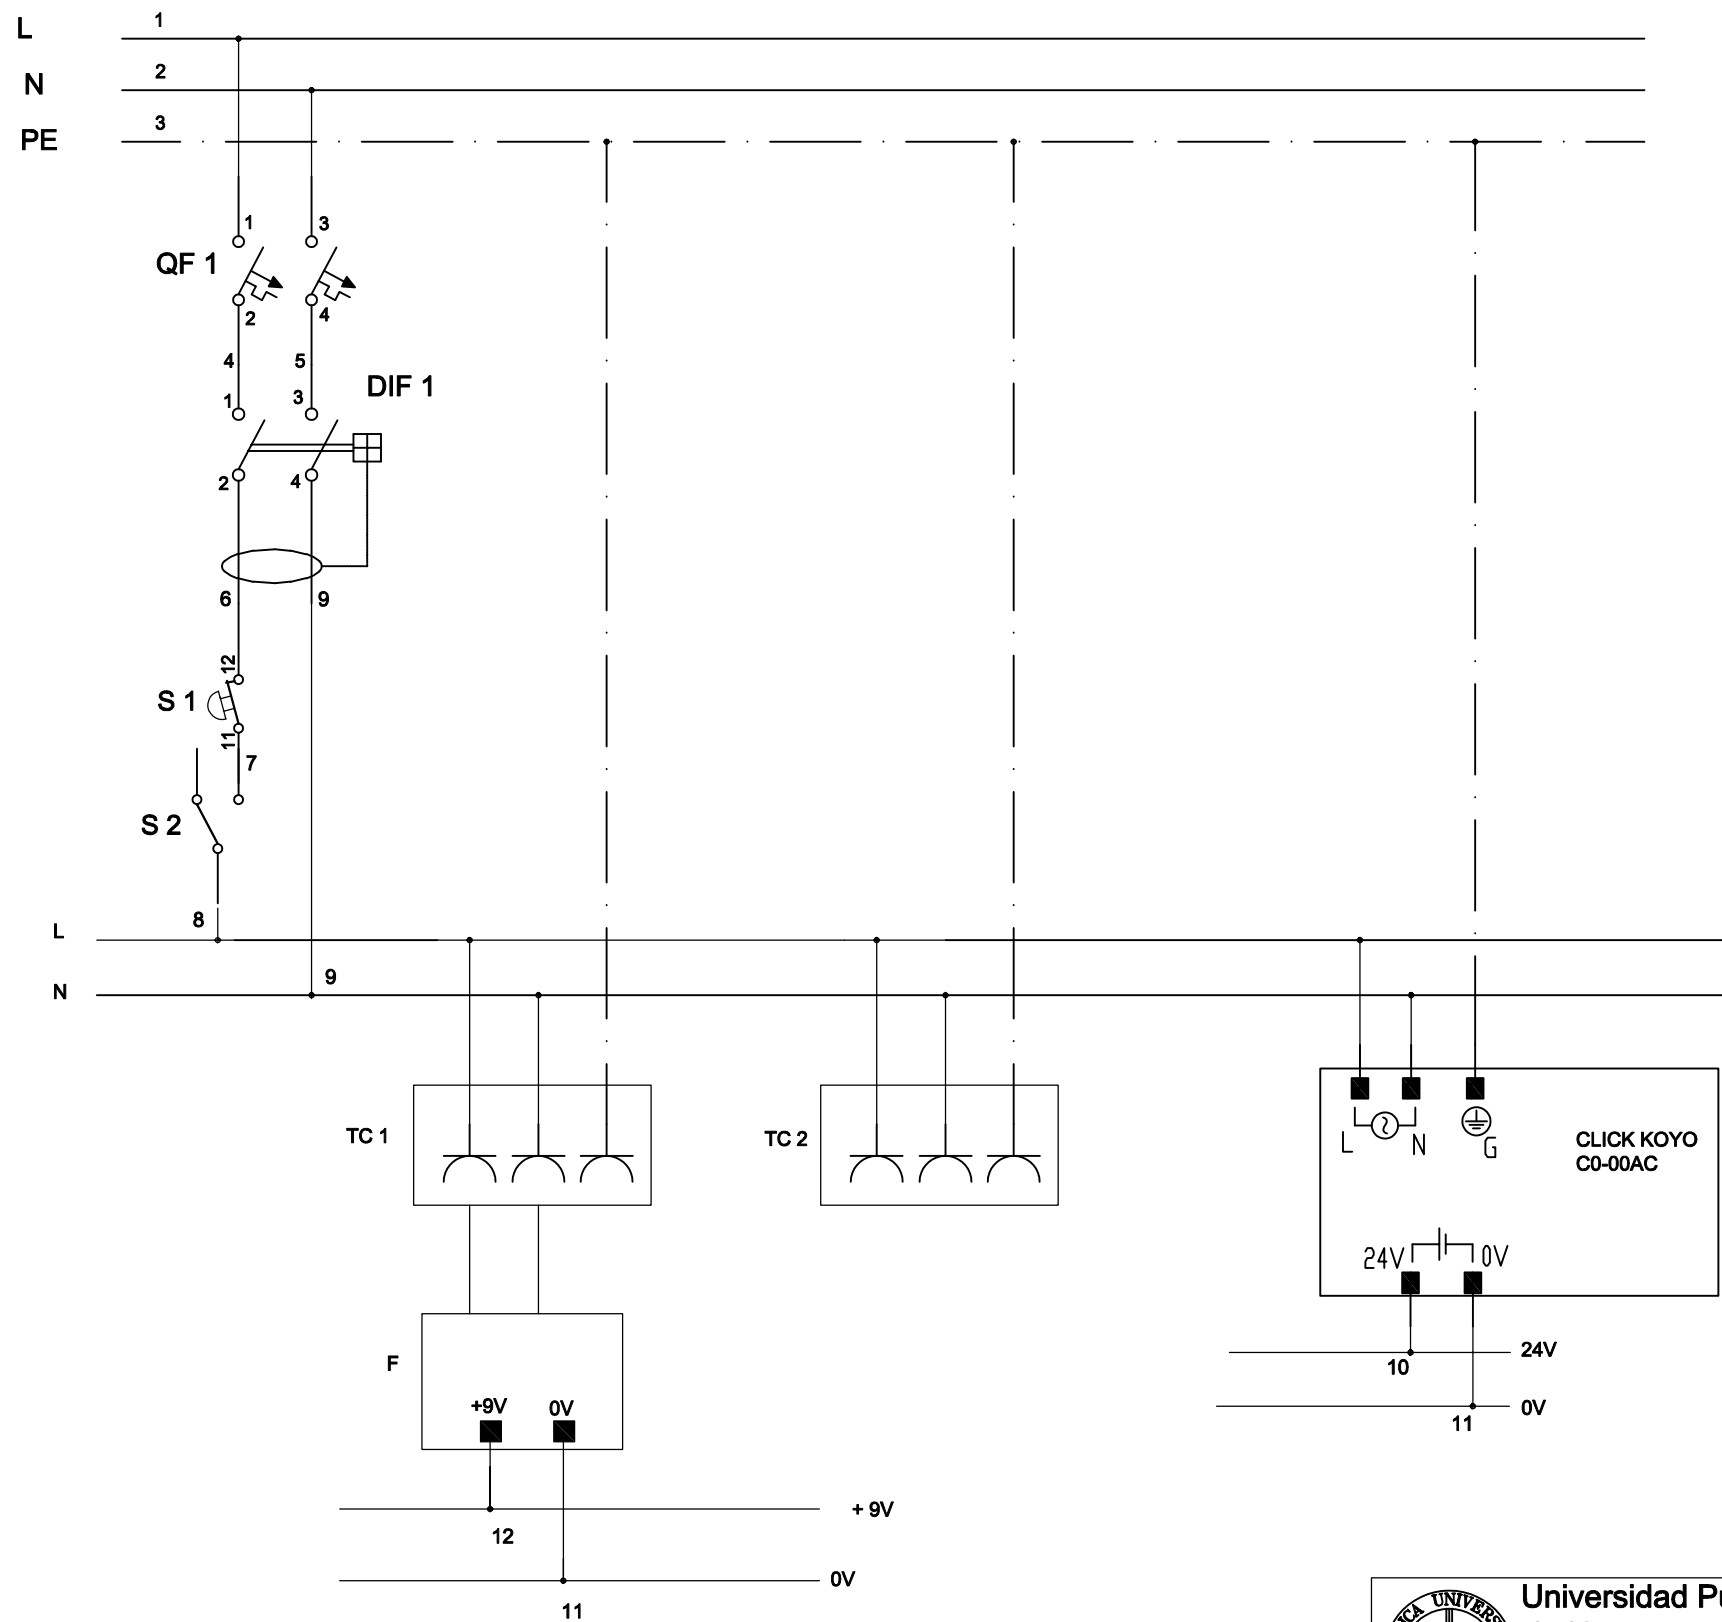 L 1
N 2
PE 3
1 3
QF 1
2 4
4 5
DIF 1
1 3
2 4
6 9
12
S 1
11
7
S 2
8
L
9
N
TC 1
TC 2
L N G
CLICK KOYO
C0-00AC
24V 0V
F
+9V 0V
10 24V
11 0V
12 + 9V
11 0V
UNIVERS
Universidad